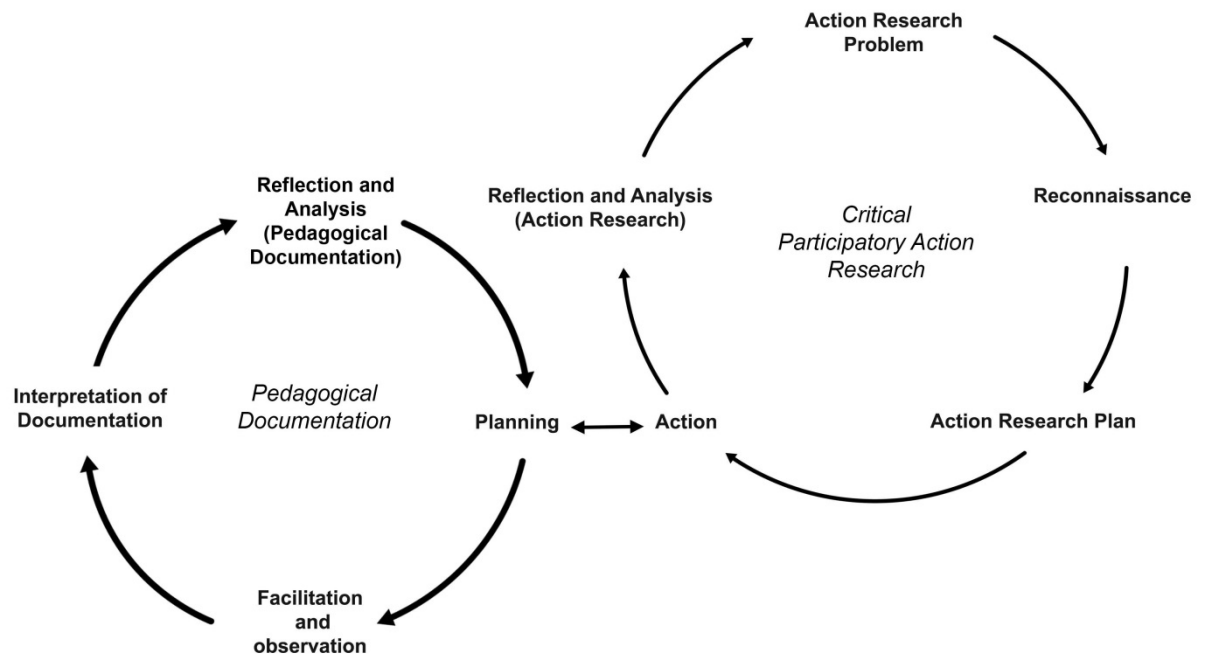 Action Research
Problem
Reconnaissance
Action Research Plan
Action
Reflection and Analysis
(Action Research)
Critical
Participatory Action
Research
Reflection and
Analysis
(Pedagogical
Documentation)
Planning
Facilitation
and
observation
Interpretation of
Documentation
Pedagogical
Documentation